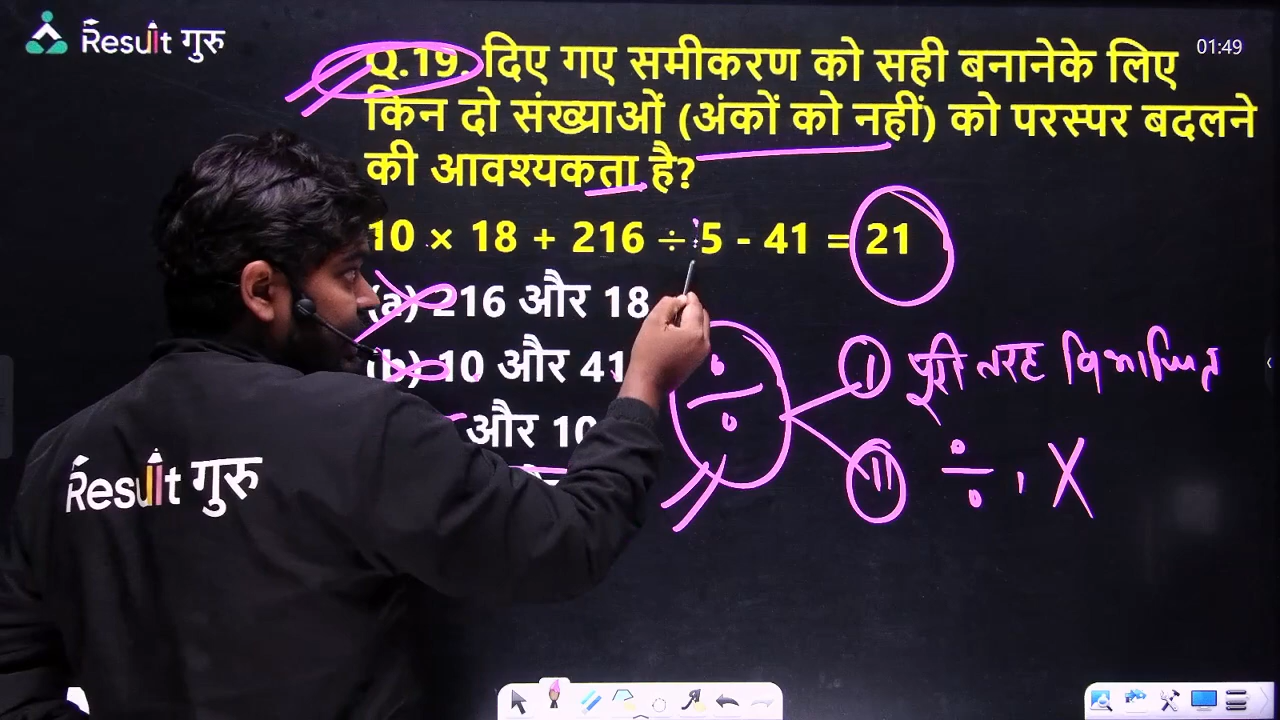 Result गुरु
01:49
Q.19. दिए गए समीकरण को सही बनानेके लिए
किन दो संख्याओं (अंकों को नहीं) को परस्पर बदलने
की आवश्यकता है?
10 × 18 + 216 ÷ 5 - 41 = 21
(a) 216 और 18
(b) 10 और 41
और 10
÷
I पूरी तरह विभाजित
II ÷ , X
Result गुरु